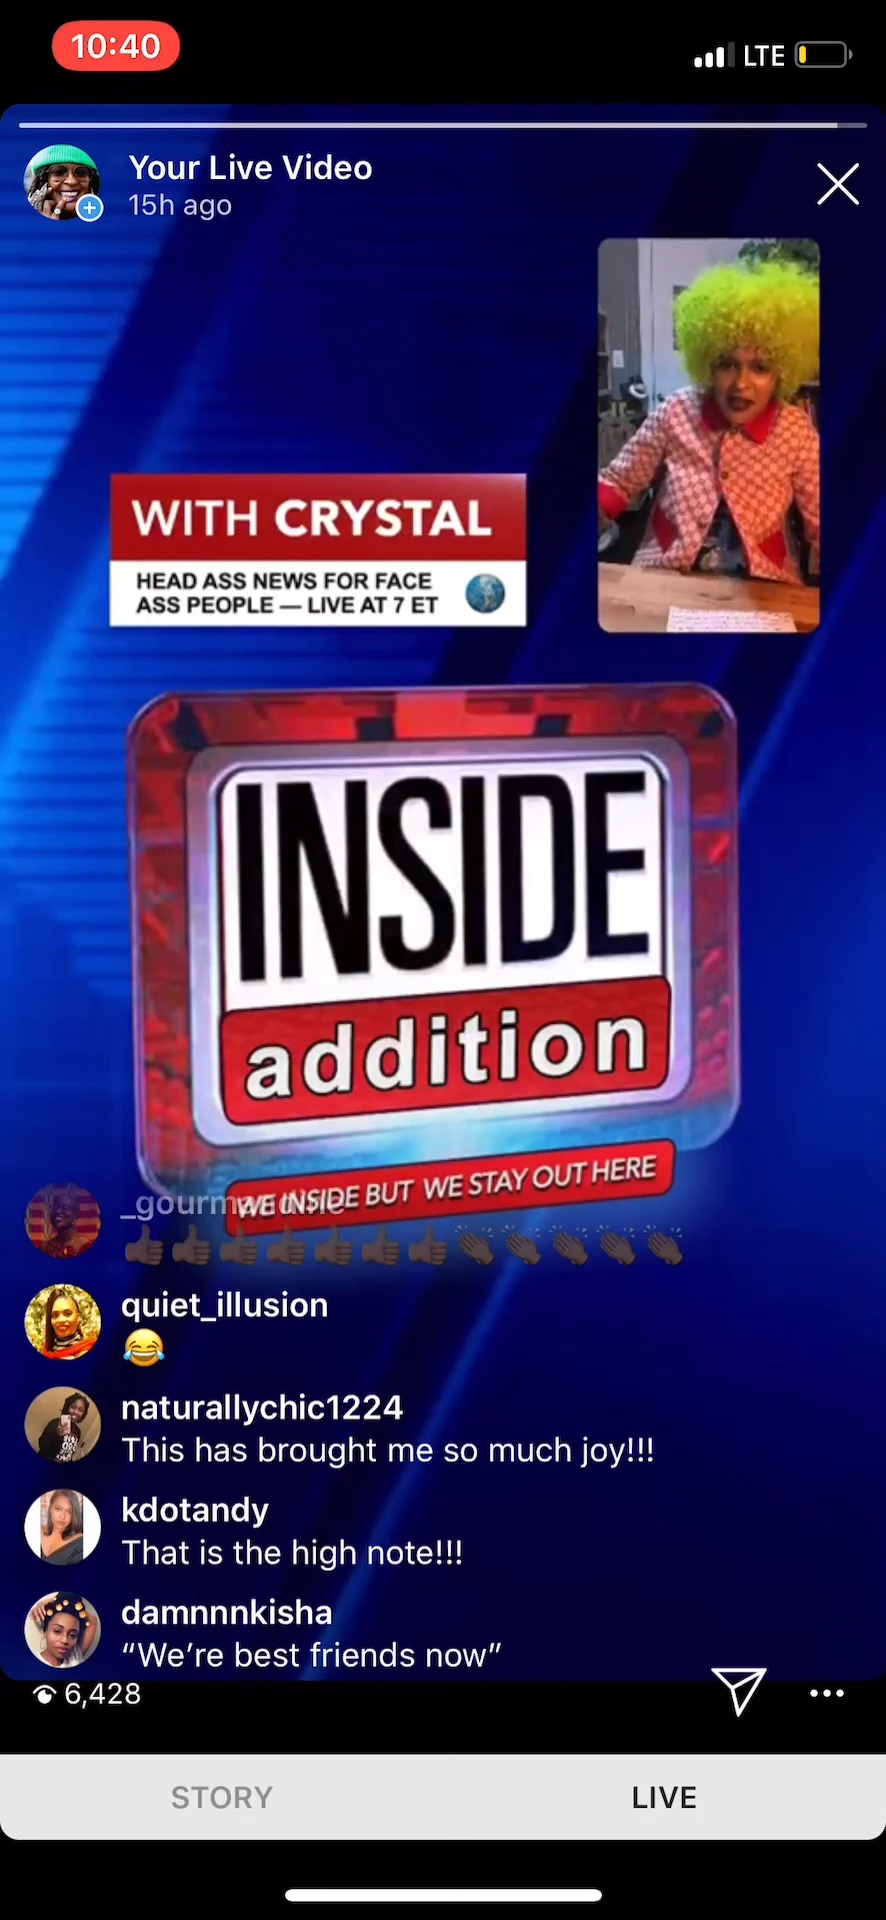 10:40
LTE
Your Live Video
15h ago
WITH CRYSTAL
HEAD ASS NEWS FOR FACE
ASS PEOPLE — LIVE AT 7 ET
INSIDE
addition
WE INSIDE BUT WE STAY OUT HERE
👍🏿👍🏿👍🏿👍🏿👍🏿👍🏿👍🏿👏🏿👏🏿👏🏿👏🏿👏🏿
quiet_illusion
😂
naturallychic1224
This has brought me so much joy!!!
kdotandy
That is the high note!!!
damnnnkisha
“We’re best friends now”
6,428
STORY
LIVE